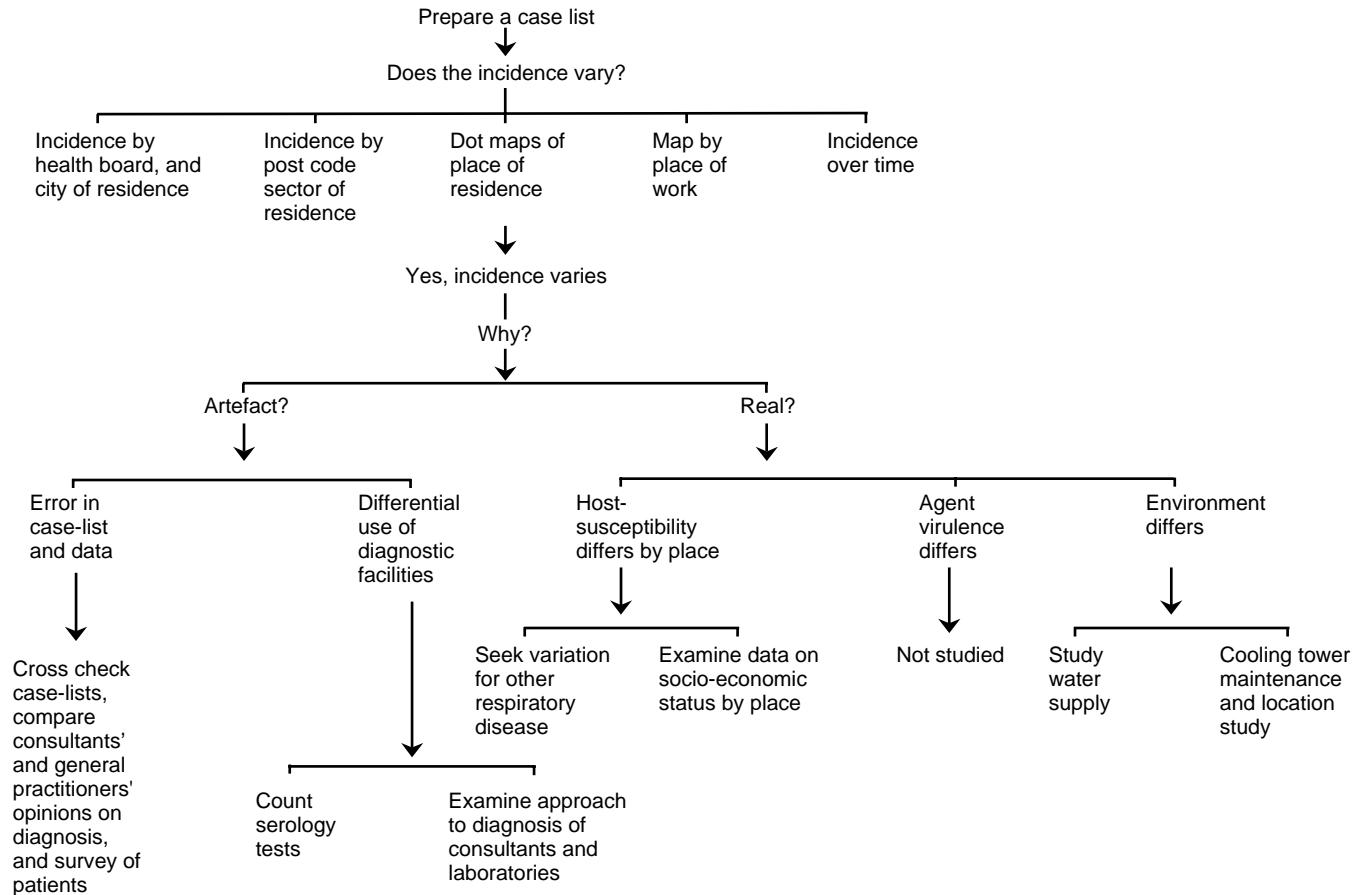 Prepare a case list
Does the incidence vary?
Incidence by
health board, and
city of residence
Incidence by
post code
sector of
residence
Dot maps of
place of
residence
Map by
place of
work
Incidence
over time
Yes, incidence varies
Why?
Artefact?
Real?
Error in
case-list
and data
Differential
use of
diagnostic
facilities
Host-
susceptibility
differs by place
Agent
virulence
differs
Environment
differs
Cross check
case-lists,
compare
consultants’
and general
practitioners'
opinions on
diagnosis,
and survey of
patients
Count
serology
tests
Examine approach
to diagnosis of
consultants and
laboratories
Seek variation
for other
respiratory
disease
Examine data on
socio-economic
status by place
Not studied
Study
water
supply
Cooling tower
maintenance
and location
study